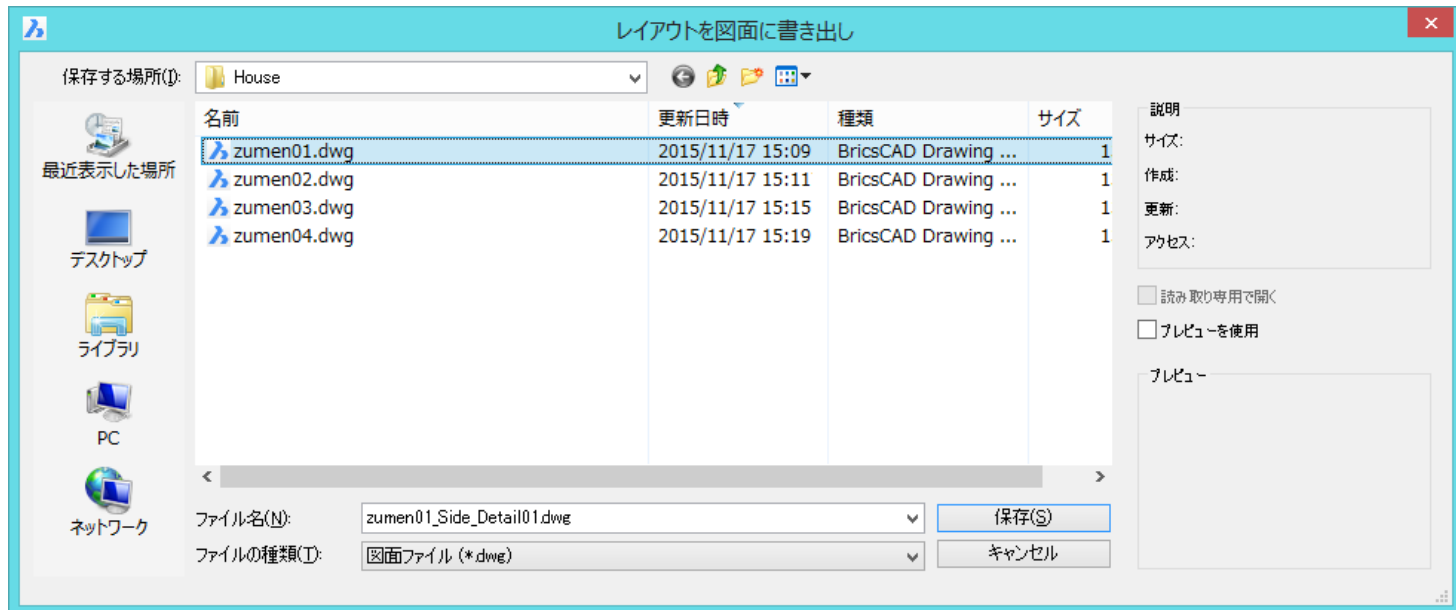 レイアウトを図面に書き出し
保存する場所(I):
House
名前 更新日時 種類 サイズ
zumen01.dwg 2015/11/17 15:09 BricsCAD Drawing ... 1
zumen02.dwg 2015/11/17 15:11 BricsCAD Drawing ... 1
zumen03.dwg 2015/11/17 15:15 BricsCAD Drawing ... 1
zumen04.dwg 2015/11/17 15:19 BricsCAD Drawing ... 1
最近表示した場所
デスクトップ
ライブラリ
PC
ネットワーク
ファイル名(N): zumen01_Side_Detail01.dwg 保存(S)
ファイルの種類(T): 図面ファイル (*.dwg) キャンセル
説明
サイズ:
作成:
更新:
アクセス:
読み取り専用で開く
プレビューを使用
プレビュー